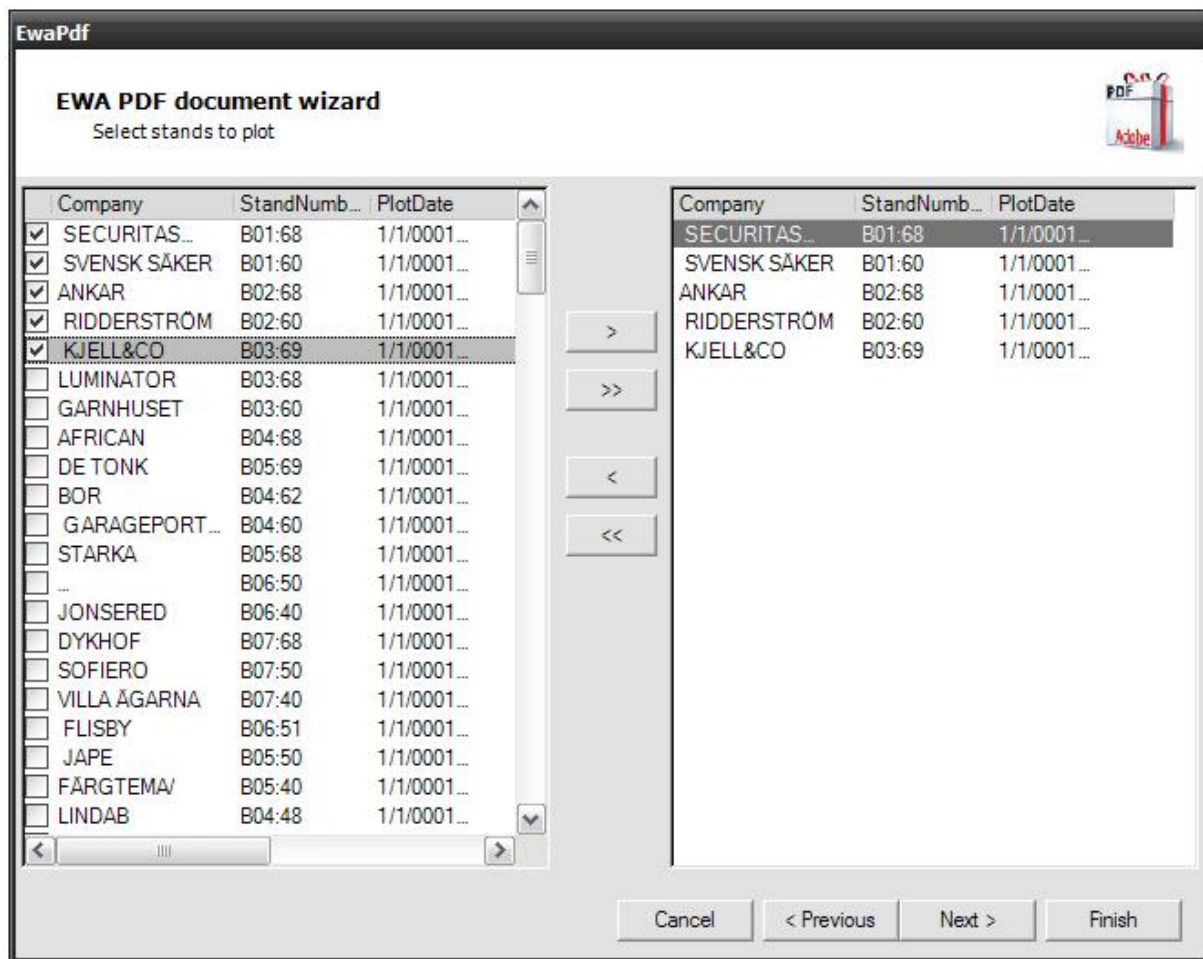 EwaPdf
EWA PDF document wizard
Select stands to plot
PDF
Adobe
Company StandNumb... PlotDate
SECURITAS... B01:68 1/1/0001...
SVENSK SÄKER B01:60 1/1/0001...
ANKAR B02:68 1/1/0001...
RIDDERSTRÖM B02:60 1/1/0001...
KJELL&CO B03:69 1/1/0001...
LUMINATOR B03:68 1/1/0001...
GARNHUSET B03:60 1/1/0001...
AFRICAN B04:68 1/1/0001...
DE TONK B05:69 1/1/0001...
BOR B04:62 1/1/0001...
GARAGEPORT... B04:60 1/1/0001...
STARKA B05:68 1/1/0001...
... B06:50 1/1/0001...
JONSERED B06:40 1/1/0001...
DYKHOF B07:68 1/1/0001...
SOFIERO B07:50 1/1/0001...
VILLA ÄGARNA B07:40 1/1/0001...
FLISBY B06:51 1/1/0001...
JAPE B05:50 1/1/0001...
FÄRGTEMA/ B05:40 1/1/0001...
LINDAB B04:48 1/1/0001...
>
>>
<
<<
Company StandNumb... PlotDate
SECURITAS... B01:68 1/1/0001...
SVENSK SÄKER B01:60 1/1/0001...
ANKAR B02:68 1/1/0001...
RIDDERSTRÖM B02:60 1/1/0001...
KJELL&CO B03:69 1/1/0001...
Cancel < Previous Next > Finish